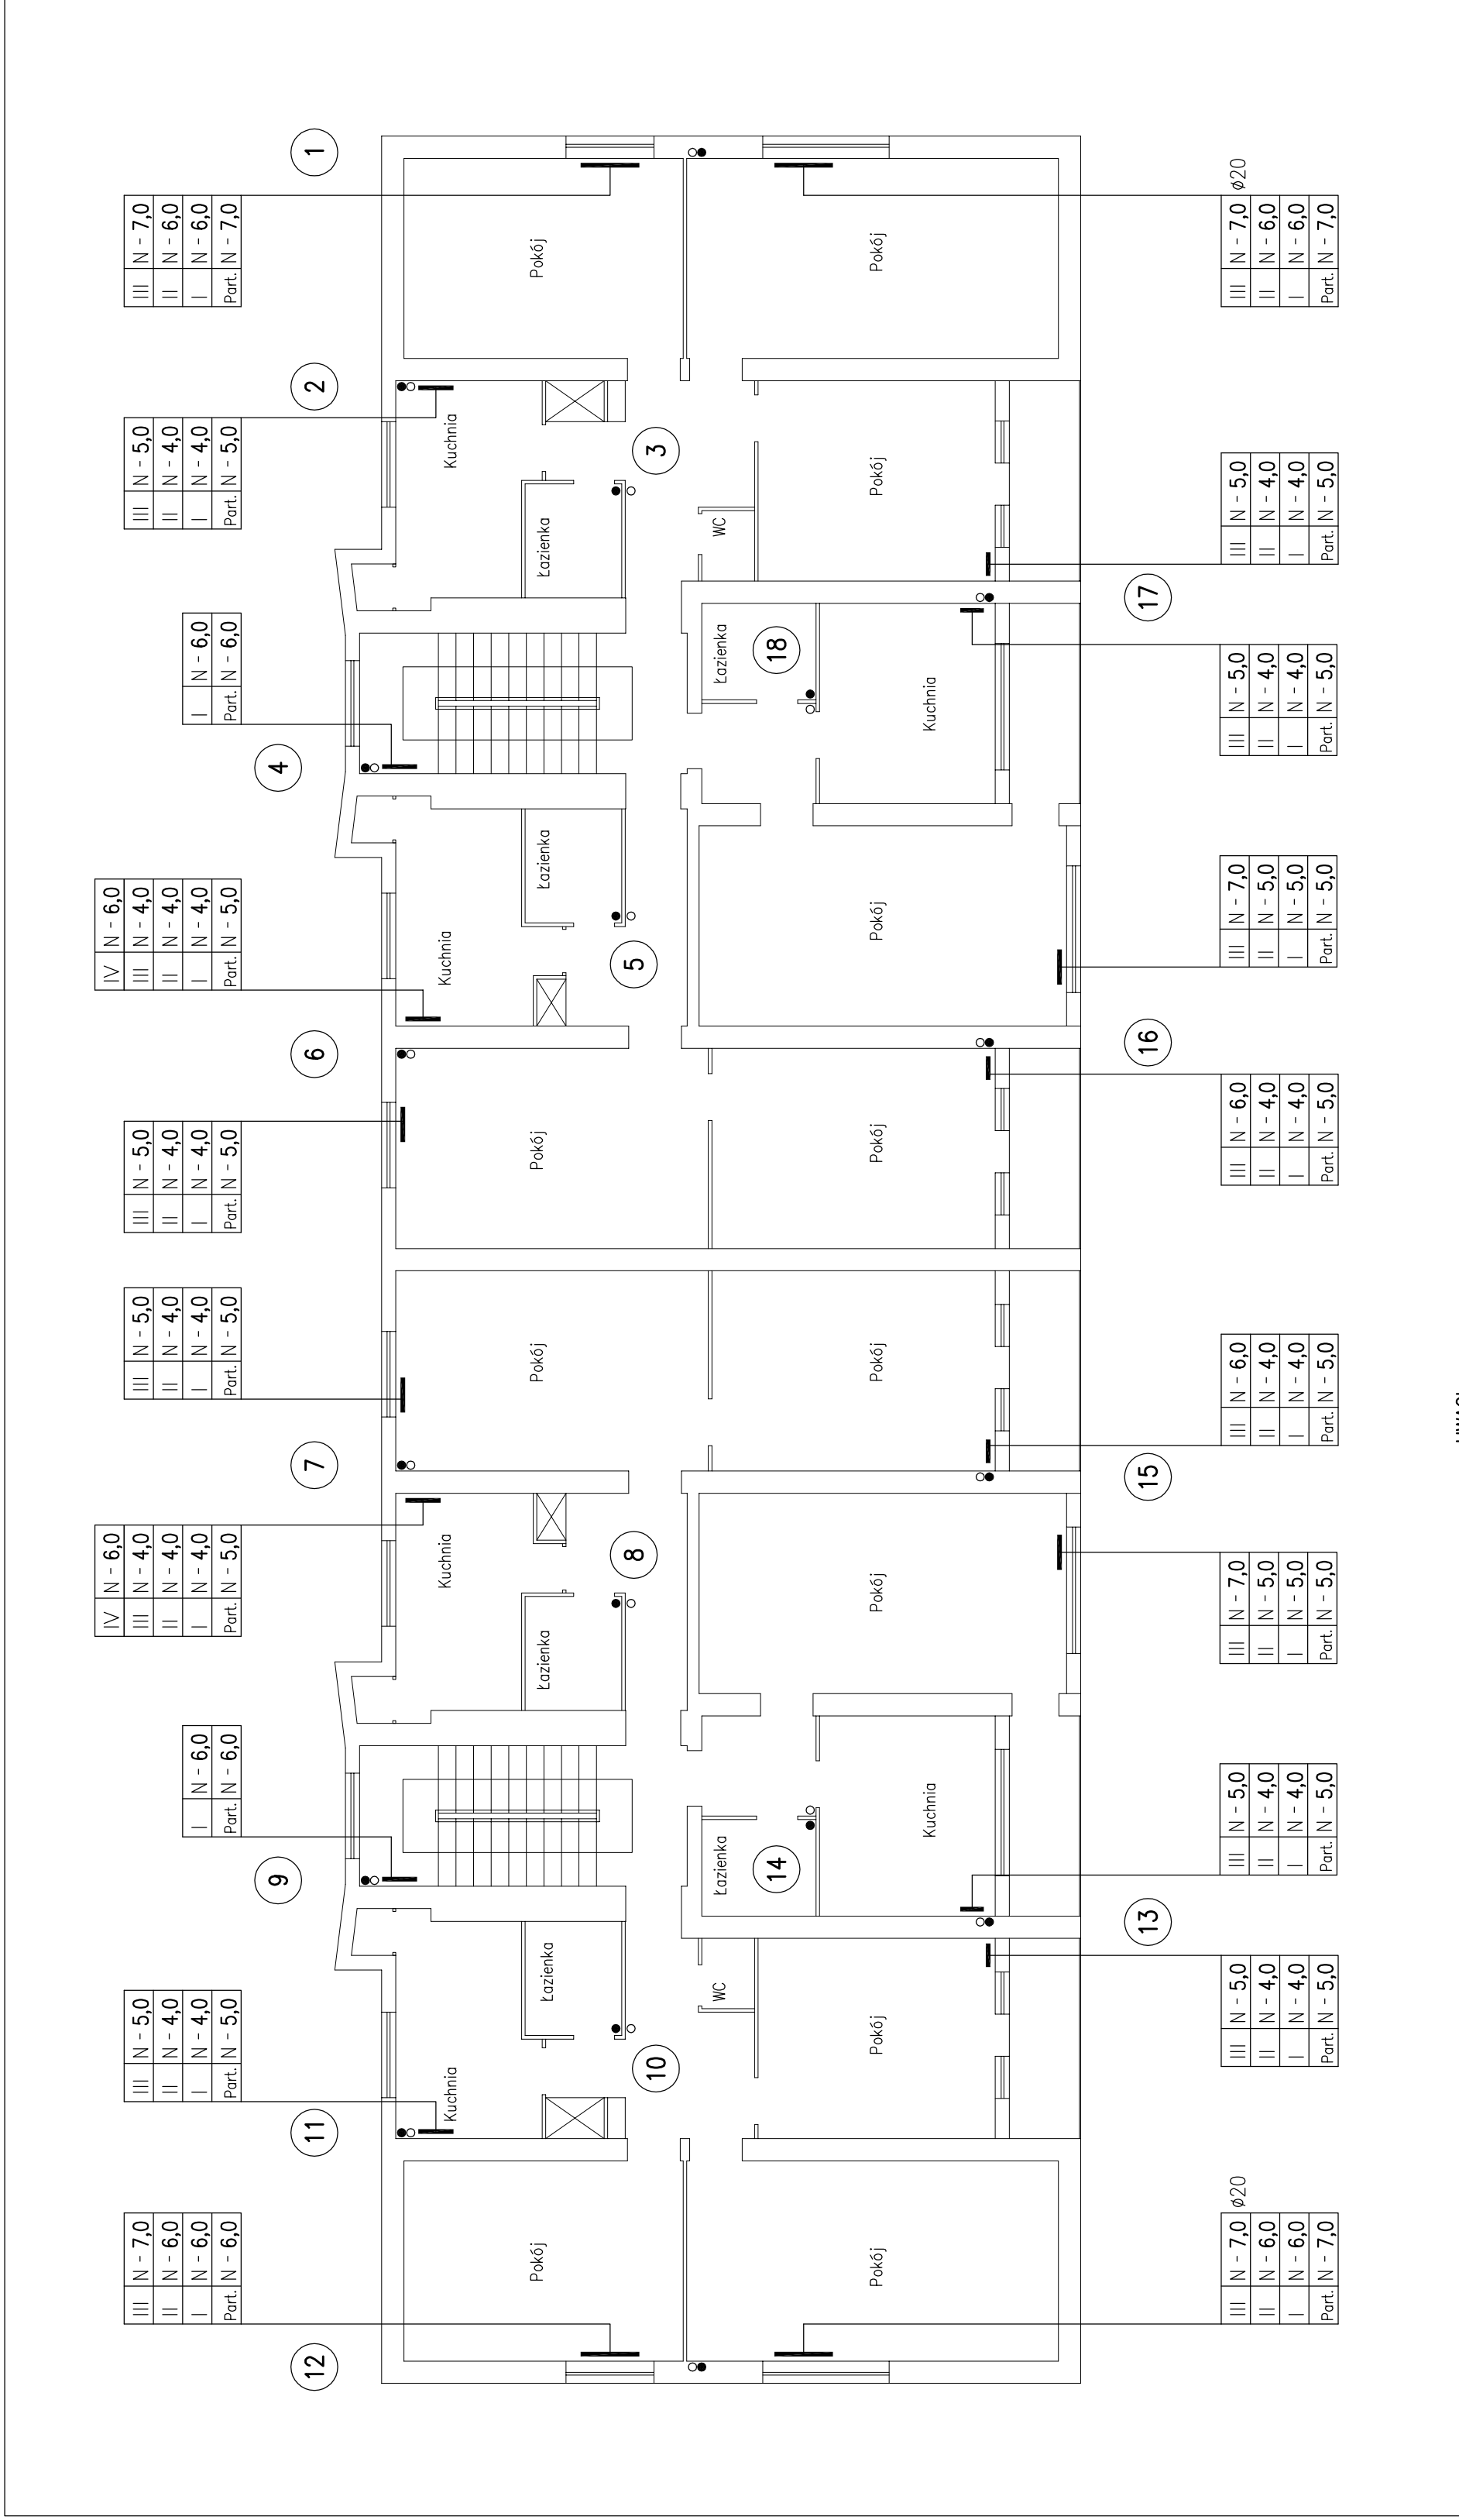 III N - 7,0
II N - 6,0
I N - 6,0
Part. N - 6,0
III N - 5,0
II N - 4,0
I N - 4,0
Part. N - 5,0
I N - 6,0
Part. N - 6,0
IV N - 6,0
III N - 4,0
II N - 4,0
I N - 4,0
Part. N - 5,0
III N - 5,0
II N - 4,0
I N - 4,0
Part. N - 5,0
III N - 5,0
II N - 4,0
I N - 4,0
Part. N - 5,0
IV N - 6,0
III N - 4,0
II N - 4,0
I N - 4,0
Part. N - 5,0
I N - 6,0
Part. N - 6,0
III N - 5,0
II N - 4,0
I N - 4,0
Part. N - 5,0
III N - 7,0
II N - 6,0
I N - 6,0
Part. N - 7,0
12
11
9
7
6
4
2
1
Pokój
Kuchnia
Łazienka
Łazienka
Kuchnia
Pokój
Pokój
Kuchnia
Łazienka
Łazienka
Kuchnia
Pokój
10
8
5
3
WC
Łazienka
14
Łazienka
18
WC
Pokój
Pokój
Kuchnia
Pokój
Pokój
Pokój
Pokój
Kuchnia
Pokój
Pokój
13
15
16
17
III N - 7,0 ø20
II N - 6,0
I N - 6,0
Part. N - 7,0
III N - 5,0
II N - 4,0
I N - 4,0
Part. N - 5,0
III N - 5,0
II N - 4,0
I N - 4,0
Part. N - 5,0
III N - 7,0
II N - 5,0
I N - 5,0
Part. N - 5,0
III N - 6,0
II N - 4,0
I N - 4,0
Part. N - 5,0
III N - 6,0
II N - 4,0
I N - 4,0
Part. N - 5,0
III N - 7,0
II N - 5,0
I N - 5,0
Part. N - 5,0
III N - 5,0
II N - 4,0
I N - 4,0
Part. N - 5,0
III N - 5,0
II N - 4,0
I N - 4,0
Part. N - 5,0
III N - 7,0 ø20
II N - 6,0
I N - 6,0
Part. N - 7,0